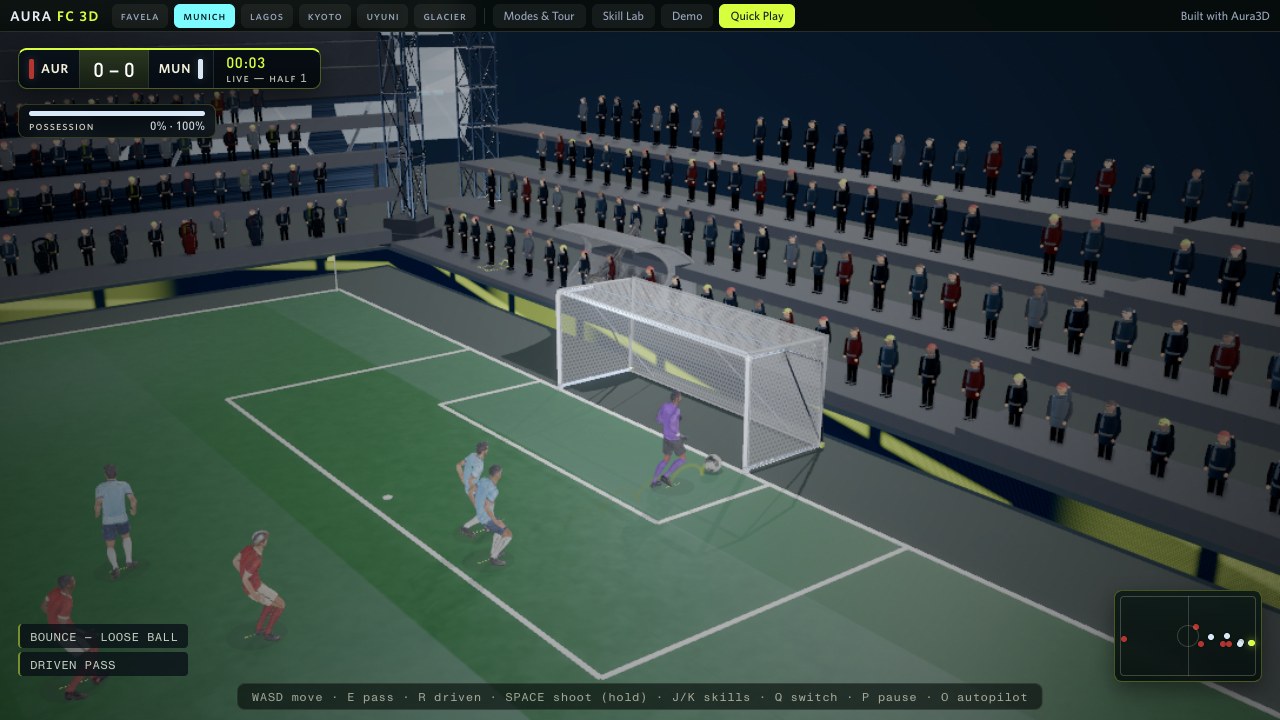 AURA FC 3D FAVELA MUNICH LAGOS KYOTO UYUNI GLACIER Modes & Tour Skill Lab Demo Quick Play Built with Aura3D
AUR 0 – 0 MUN 00:03
LIVE — HALF 1
POSSESSION 0% · 100%
BOUNCE — LOOSE BALL
DRIVEN PASS
WASD move · E pass · R driven · SPACE shoot (hold) · J/K skills · Q switch · P pause · O autopilot